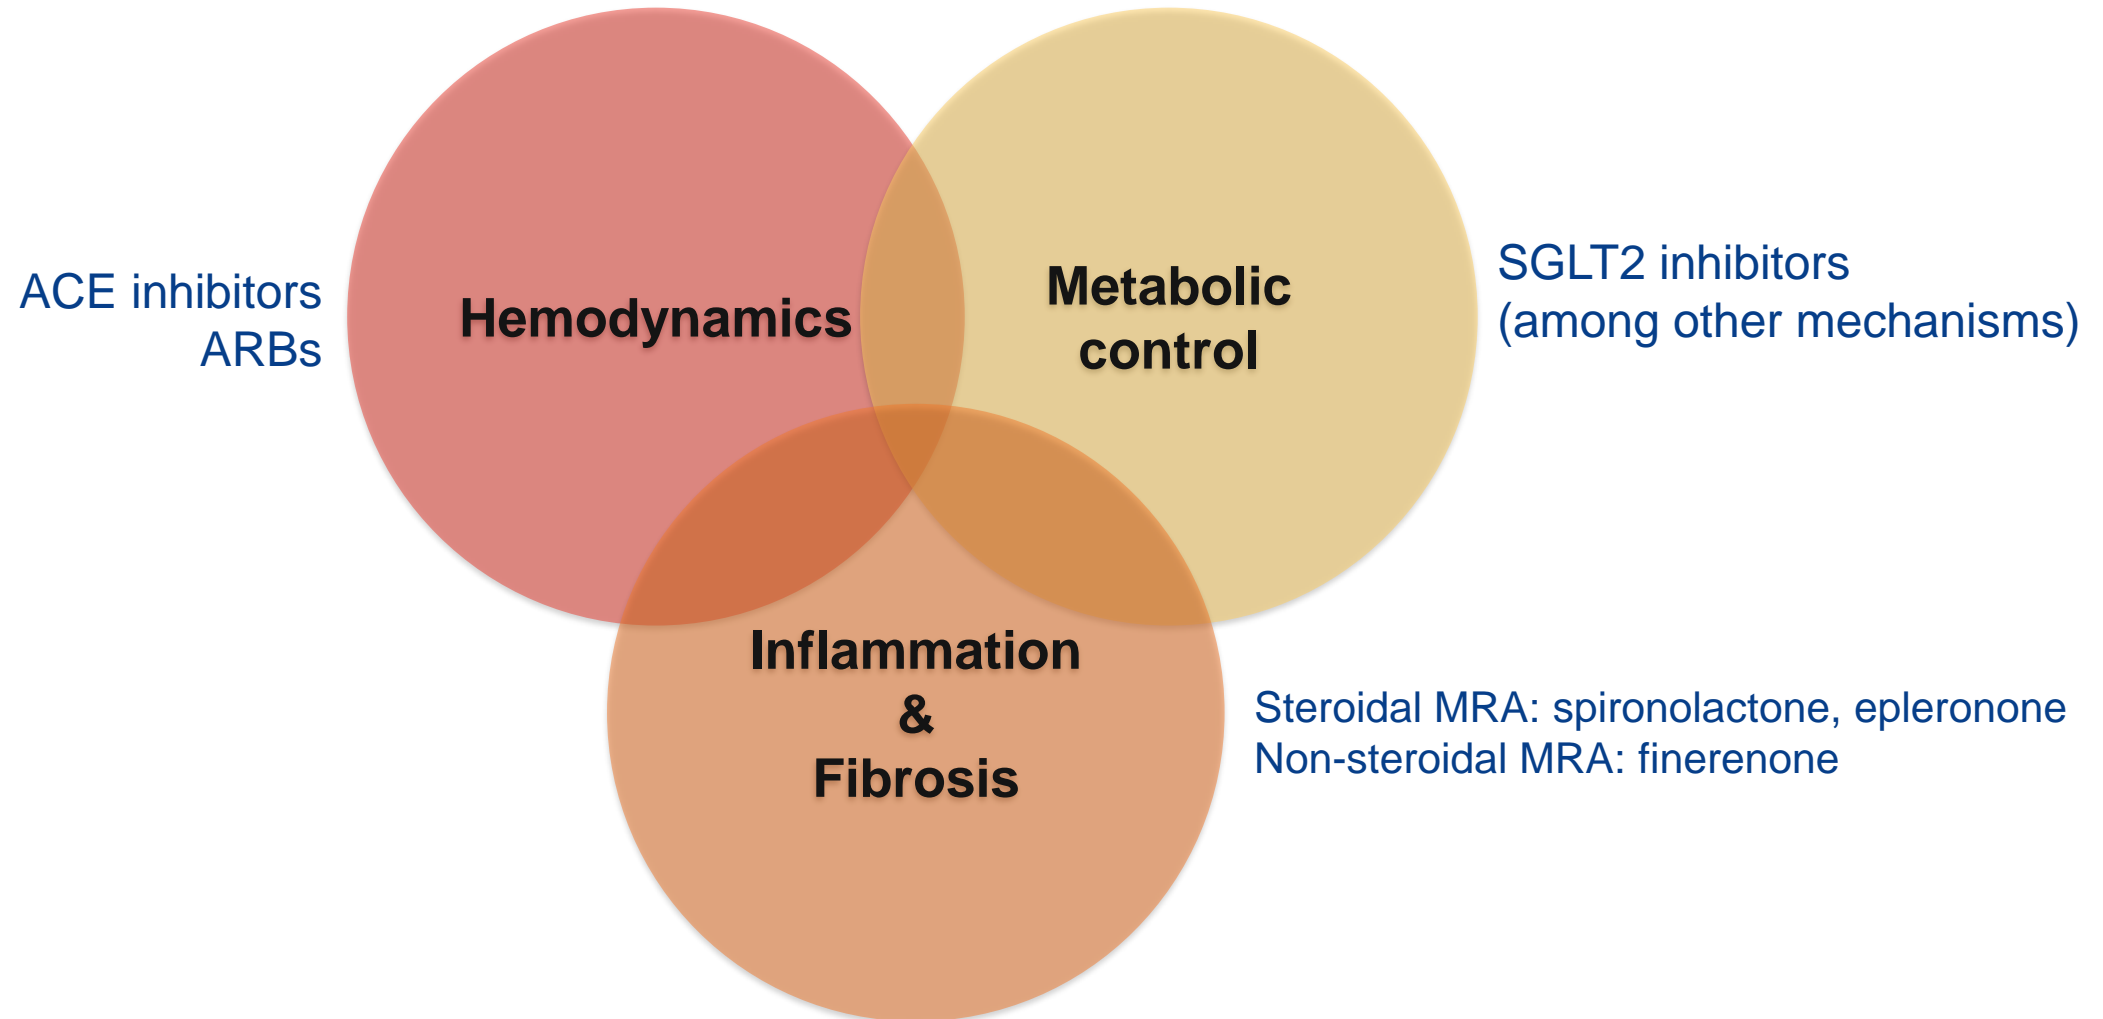 ACE inhibitors
ARBs
Hemodynamics
Metabolic
control
SGLT2 inhibitors
(among other mechanisms)
Inflammation
&
Fibrosis
Steroidal MRA: spironolactone, epleronone
Non-steroidal MRA: finerenone